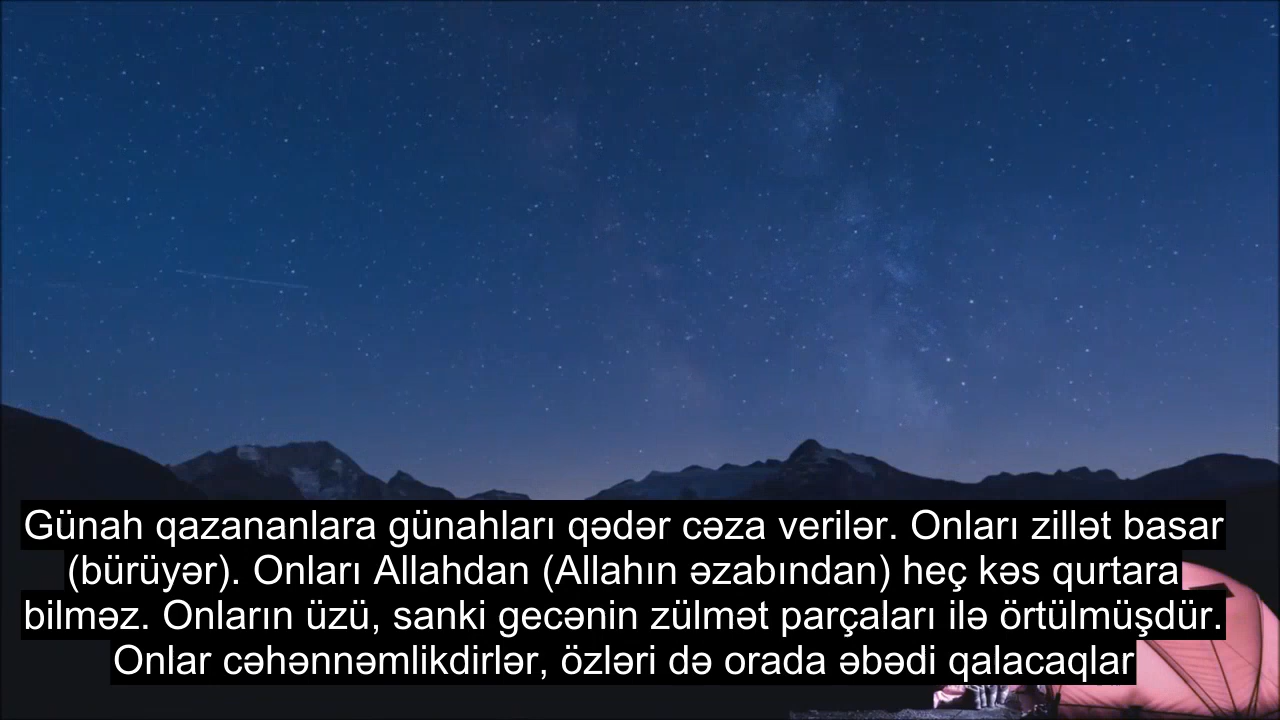 Günah qazananlara günahları qədər cəza verilər. Onları zillət basar
(bürüyər). Onları Allahdan (Allahın əzabından) heç kəs qurtara
bilməz. Onların üzü, sanki gecənin zülmət parçaları ilə örtülmüşdür.
Onlar cəhənnəmlikdirlər, özləri də orada əbədi qalacaqlar